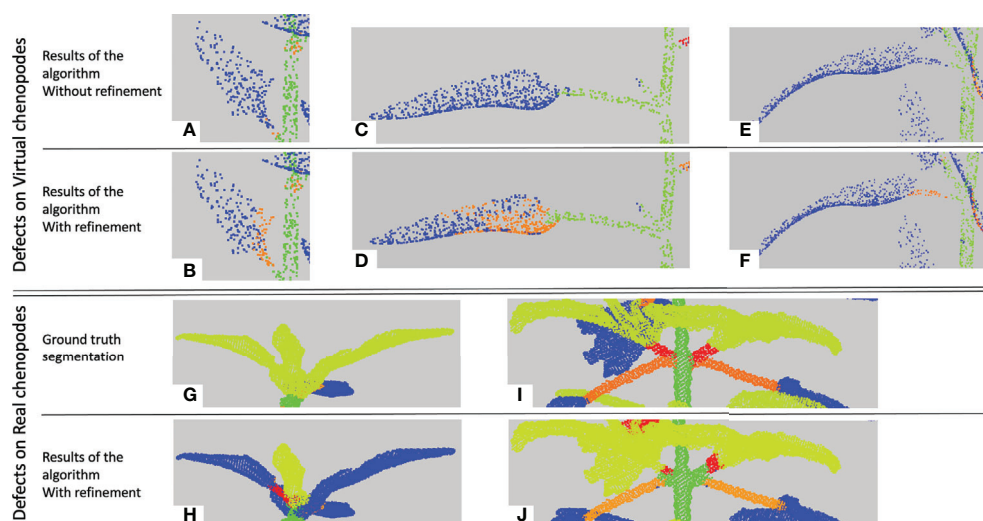 Defects on Virtual chenopodes
Results of the
algorithm
Without refinement
A
C
E
Results of the
algorithm
With refinement
B
D
F
Defects on Real chenopodes
Ground truth
segmentation
G
I
Results of the
algorithm
With refinement
H
J